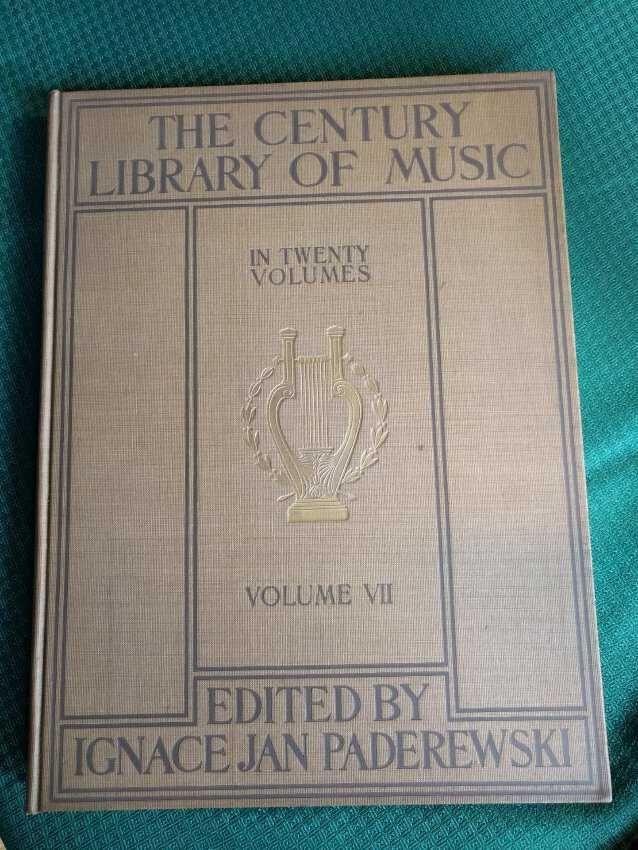 THE CENTURY
LIBRARY OF MUSIC
IN TWENTY
VOLUMES
VOLUME VII
EDITED BY
IGNACE JAN PADEREWSKI